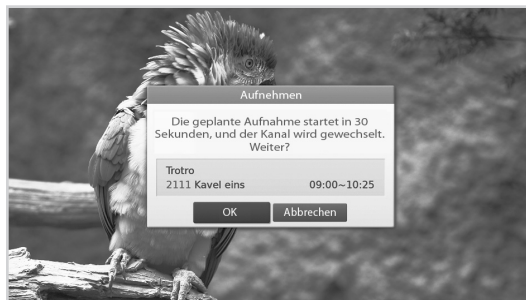 Aufnehmen
Die geplante Aufnahme startet in 30
Sekunden, und der Kanal wird gewechselt.
Weiter?
Trotro
2111 Kavel eins 09:00~10:25
OK Abbrechen